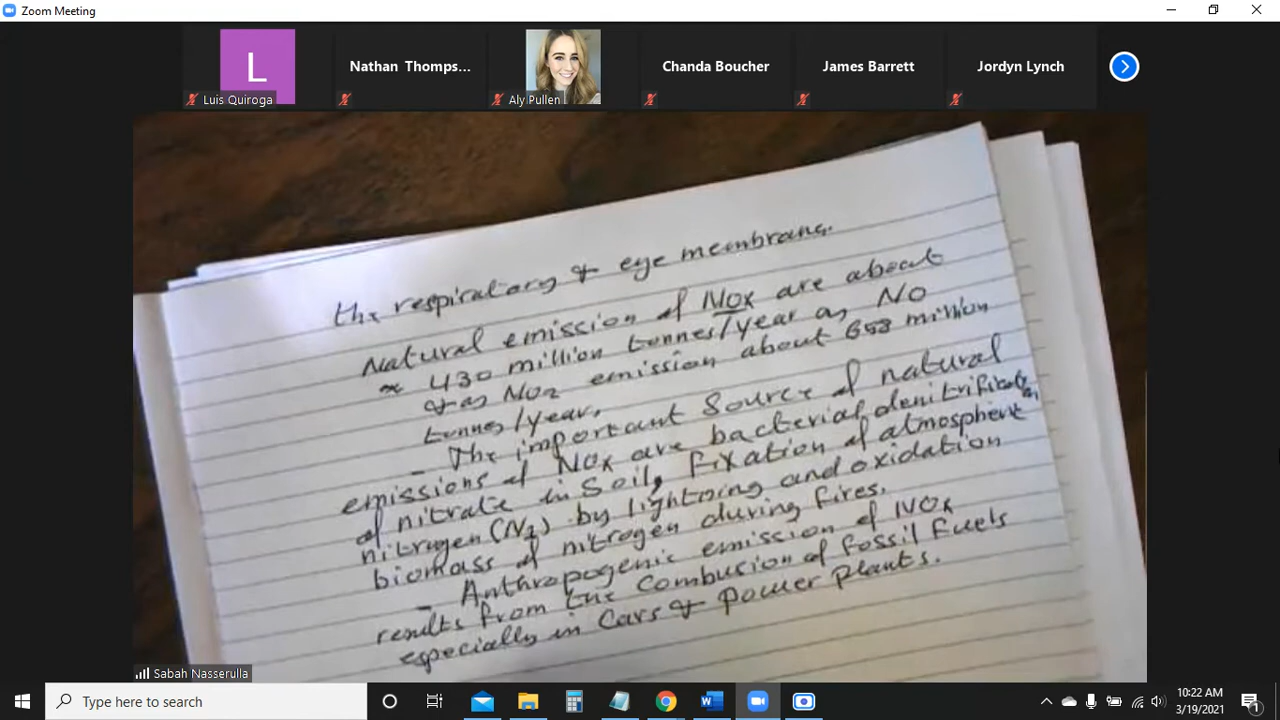 Zoom Meeting
L
Luis Quiroga
Nathan Thomps...
Aly Pullen
Chanda Boucher
James Barrett
Jordyn Lynch
the respiratory & eye membrane.
Natural emission of NOx are about
≈ 430 million tonnes/year as NO
& as NO2 emission about 658 million
tonnes/year.
- The important Source of natural
emissions of NOx are bacterial denitrification
of nitrate in Soil, Fixation of atmospheric
nitrogen (N2) by lightning and oxidation
biomass of nitrogen during fires.
- Anthropogenic emission of NOx
results from the Combusion of Fossil Fuels
especially in Cars & Power plants.
Sabah Nasserulla
Type here to search
10:22 AM
3/19/2021
1